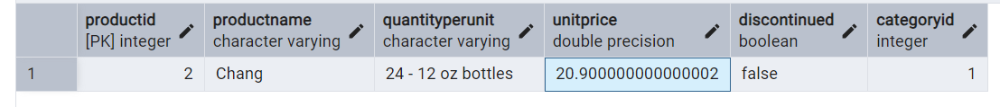 productid productname quantityperunit unitprice discontinued categoryid
[PK] integer character varying character varying double precision boolean integer
1 2 Chang 24 - 12 oz bottles 20.900000000000002 false 1